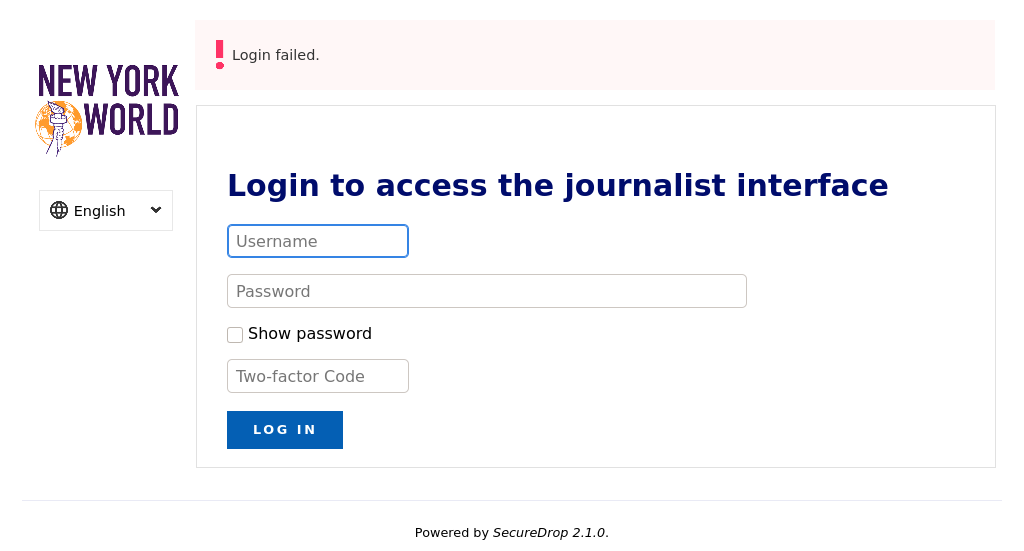 Login failed.
NEW YORK
WORLD
English
Login to access the journalist interface
Username
Password
Show password
Two-factor Code
LOG IN
Powered by SecureDrop 2.1.0.